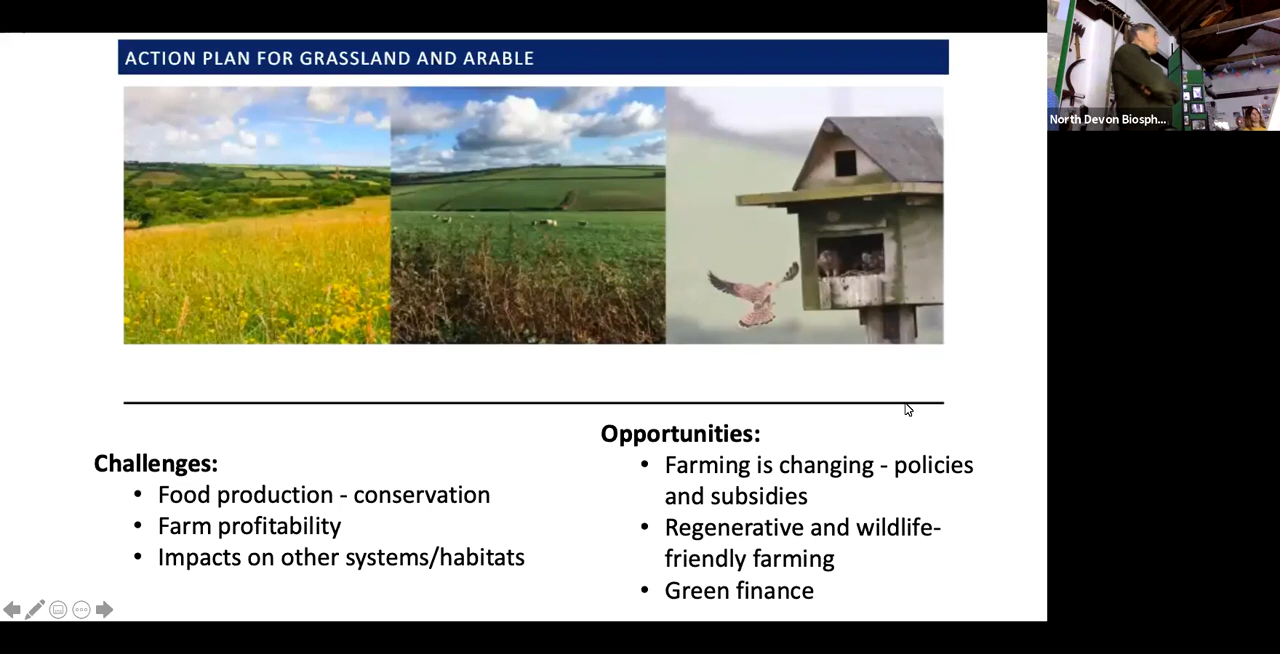 ACTION PLAN FOR GRASSLAND AND ARABLE
North Devon Biosph...
Challenges:
• Food production - conservation
• Farm profitability
• Impacts on other systems/habitats
Opportunities:
• Farming is changing - policies
and subsidies
• Regenerative and wildlife-
friendly farming
• Green finance